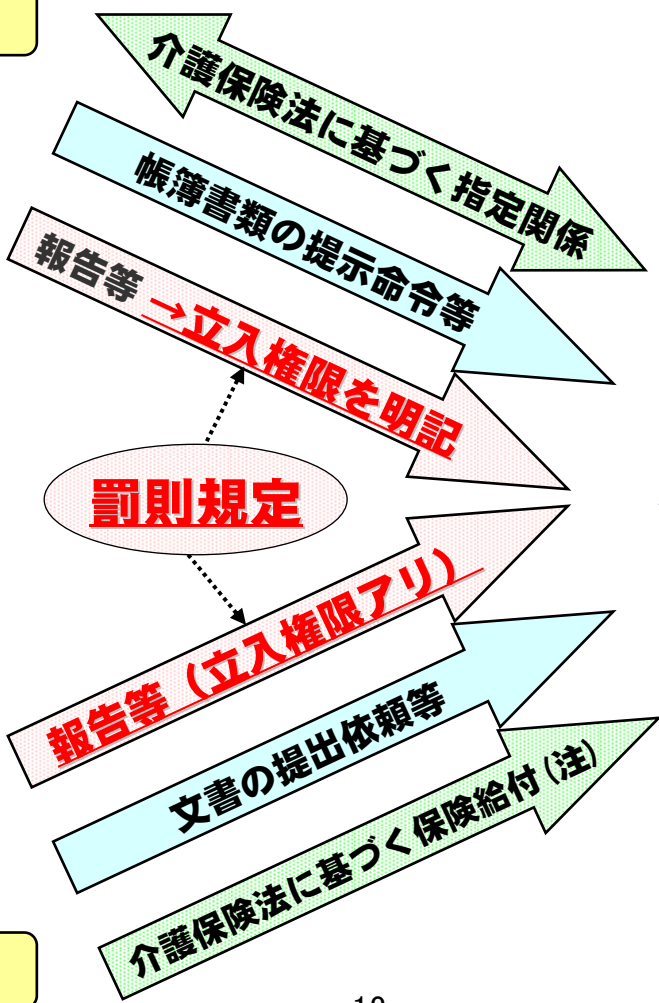 介護保険法に基づく指定関係
帳簿書類の提示命令等
報告等 →立入権限を明記
罰則規定
報告等（立入権限アリ）
文書の提出依頼等
介護保険法に基づく保険給付（注）